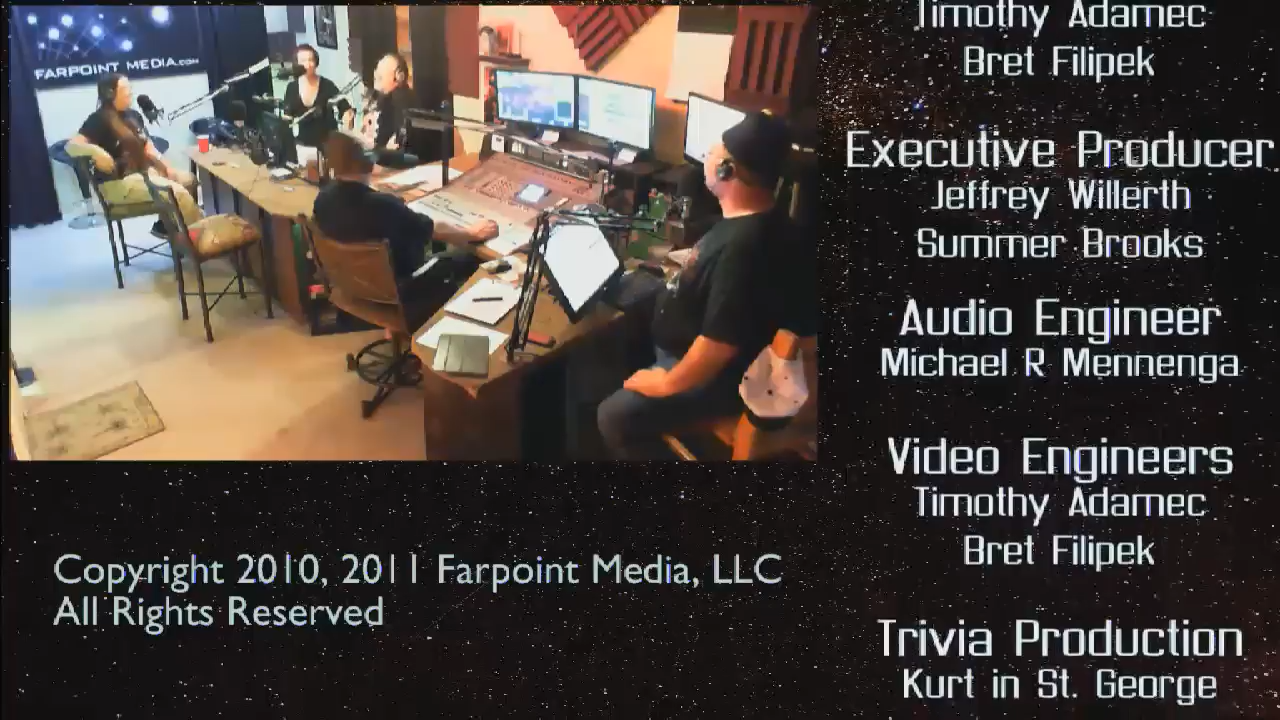 FARPOINT MEDIA.COM
Timothy Adamec
Bret Filipek
Executive Producer
Jeffrey Willerth
Summer Brooks
Audio Engineer
Michael R Mennenga
Video Engineers
Timothy Adamec
Bret Filipek
Trivia Production
Kurt in St. George
Copyright 2010, 2011 Farpoint Media, LLC
All Rights Reserved